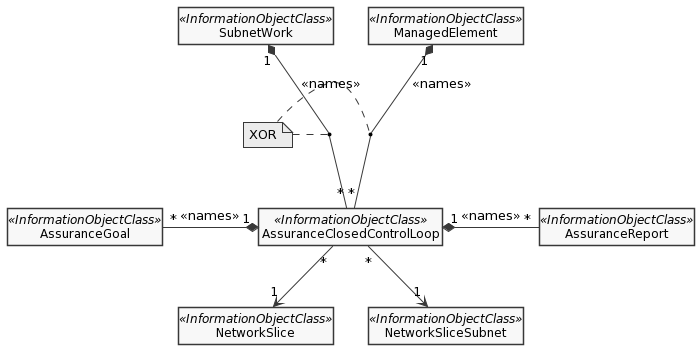 «InformationObjectClass»
SubnetWork
«InformationObjectClass»
ManagedElement
1
1
«names»
«names»
XOR
*
*
«InformationObjectClass»
AssuranceGoal
* «names» 1
«InformationObjectClass»
AssuranceClosedControlLoop
1 «names» *
«InformationObjectClass»
AssuranceReport
*
*
1
1
«InformationObjectClass»
NetworkSlice
«InformationObjectClass»
NetworkSliceSubnet